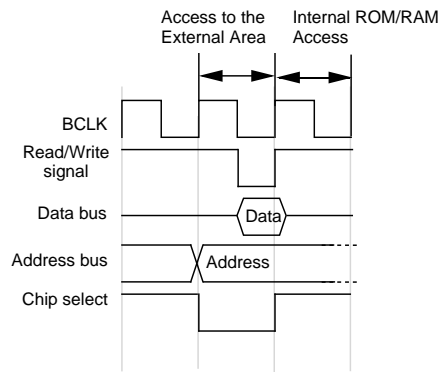 Access to the
External Area
Internal ROM/RAM
Access
BCLK
Read/Write
signal
Data bus
Data
Address bus
Address
Chip select